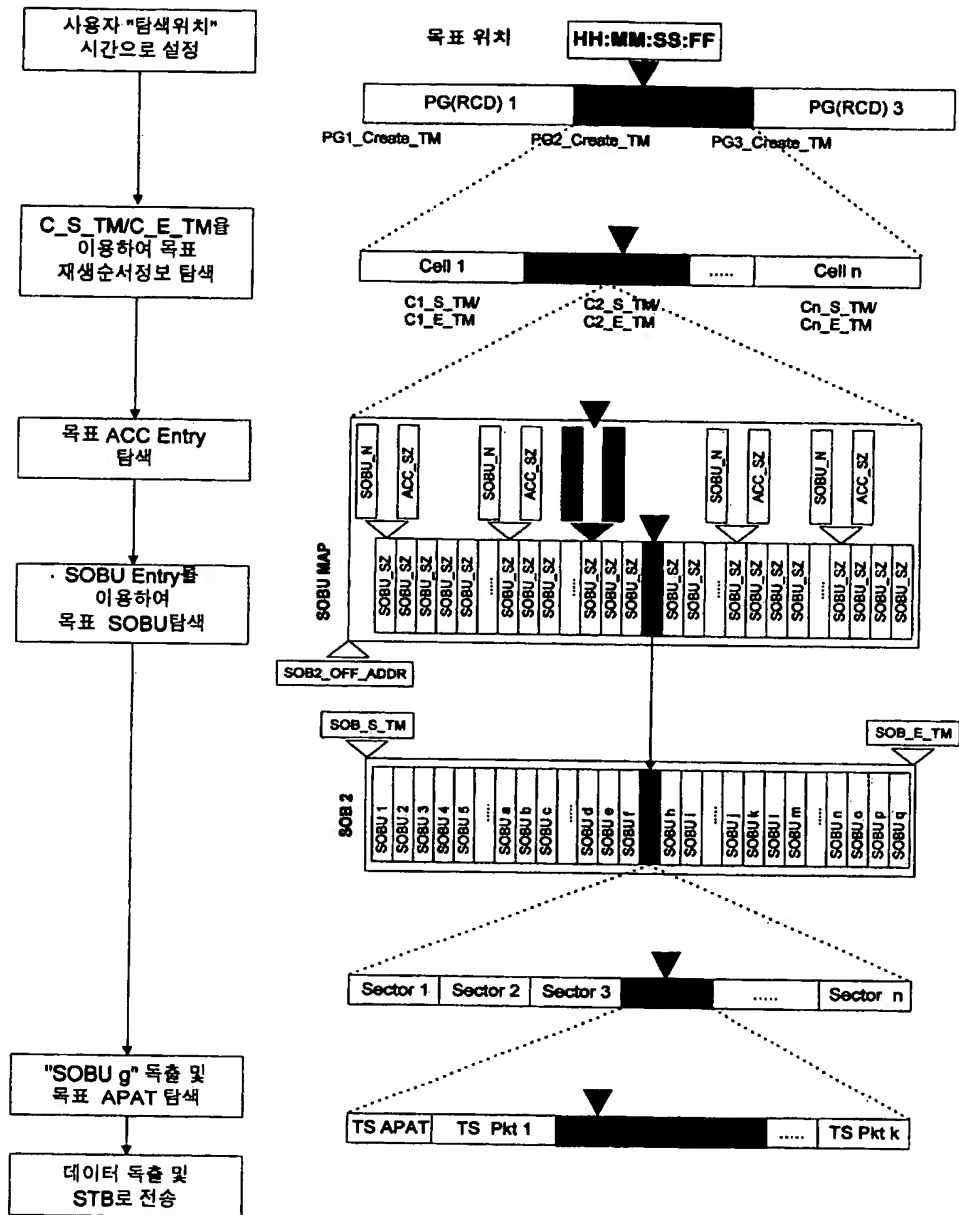 사용자 "탐색위치"
시간으로 설정
목표 위치
HH:MM:SS:FF
PG(RCD) 1
PG(RCD) 3
PG1_Create_TM
PG2_Create_TM
PG3_Create_TM
C_S_TM/C_E_TM을
이용하여 목표
재생순서정보 탐색
Cell 1
.....
Cell n
C1_S_TM/
C1_E_TM
C2_S_TM/
C2_E_TM
Cn_S_TM/
Cn_E_TM
목표 ACC Entry
탐색
SOBU_N
ACC_SZ
SOBU_N
ACC_SZ
SOBU_N
ACC_SZ
SOBU_N
ACC_SZ
SOBU Entry를
이용하여
목표 SOBU탐색
SOBU MAP
SOBU_SZ
SOBU_SZ
SOBU_SZ
SOBU_SZ
SOBU_SZ
.....
SOBU_SZ
SOBU_SZ
SOBU_SZ
.....
SOBU_SZ
SOBU_SZ
SOBU_SZ
SOBU_SZ
SOBU_SZ
.....
SOBU_SZ
SOBU_SZ
SOBU_SZ
SOBU_SZ
.....
SOBU_SZ
SOBU_SZ
SOBU_SZ
SOBU_SZ
SOB2_OFF_ADDR
SOB_S_TM
SOB_E_TM
SOB 2
SOBU 1
SOBU 2
SOBU 3
SOBU 4
SOBU 5
.....
SOBU a
SOBU b
SOBU c
.....
SOBU d
SOBU e
SOBU f
SOBU h
SOBU i
.....
SOBU j
SOBU k
SOBU l
SOBU m
.....
SOBU n
SOBU o
SOBU p
SOBU q
Sector 1
Sector 2
Sector 3
.....
Sector n
"SOBU g" 독출 및
목표 APAT 탐색
TS APAT
TS Pkt 1
.....
TS Pkt k
데이터 독출 및
STB로 전송